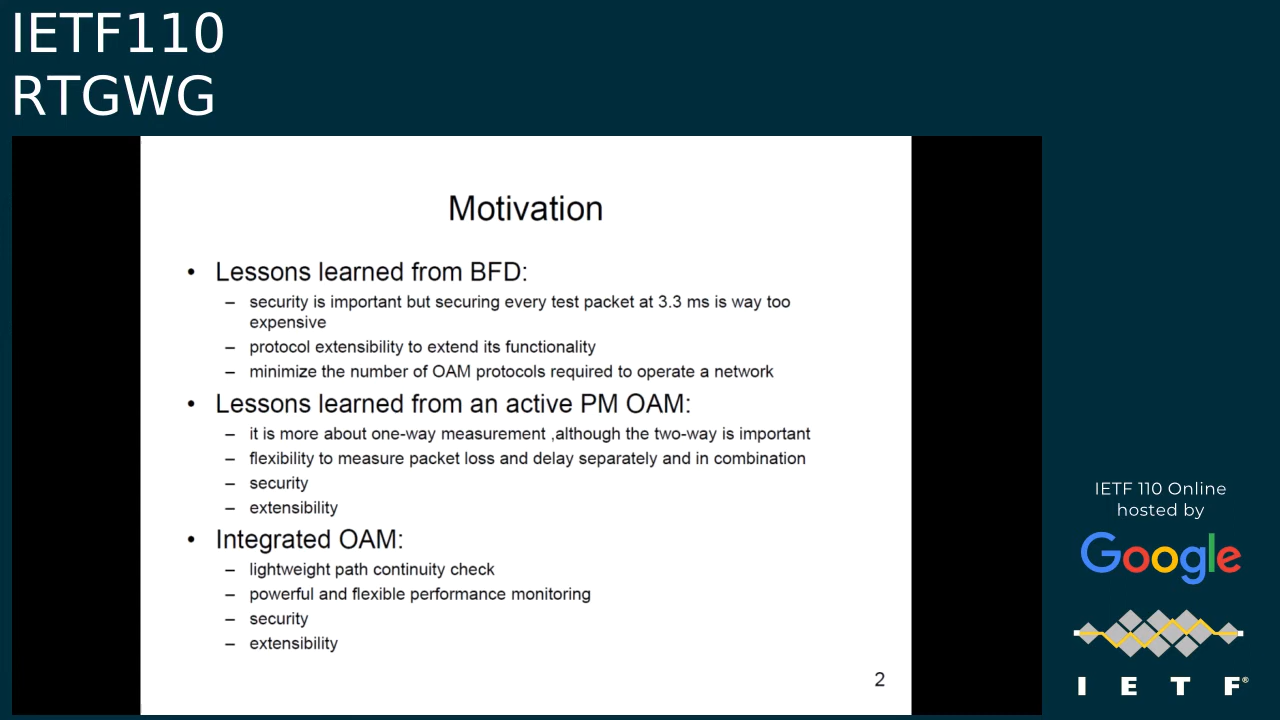 IETF110
RTGWG
Motivation
• Lessons learned from BFD:
– security is important but securing every test packet at 3.3 ms is way too
expensive
– protocol extensibility to extend its functionality
– minimize the number of OAM protocols required to operate a network
• Lessons learned from an active PM OAM:
– it is more about one-way measurement ,although the two-way is important
– flexibility to measure packet loss and delay separately and in combination
– security
– extensibility
• Integrated OAM:
– lightweight path continuity check
– powerful and flexible performance monitoring
– security
– extensibility
2
IETF 110 Online
hosted by
Google
I E T F®